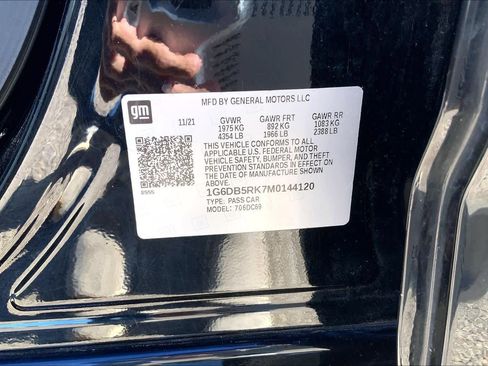 MFD BY GENERAL MOTORS LLC
gm
11/21 GVWR GAWR FRT GAWR RR
1975 KG 892 KG 1083 KG
4354 LB 1966 LB 2388 LB
THIS VEHICLE CONFORMS TO ALL
APPLICABLE U.S. FEDERAL MOTOR
VEHICLE SAFETY, BUMPER, AND THEFT
PREVENTION STANDARDS IN EFFECT ON
THE DATE OF MANUFACTURE SHOWN
ABOVE.
1G6DB5RK7M0144120
TYPE: PASS CAR
MODEL: 706DC69